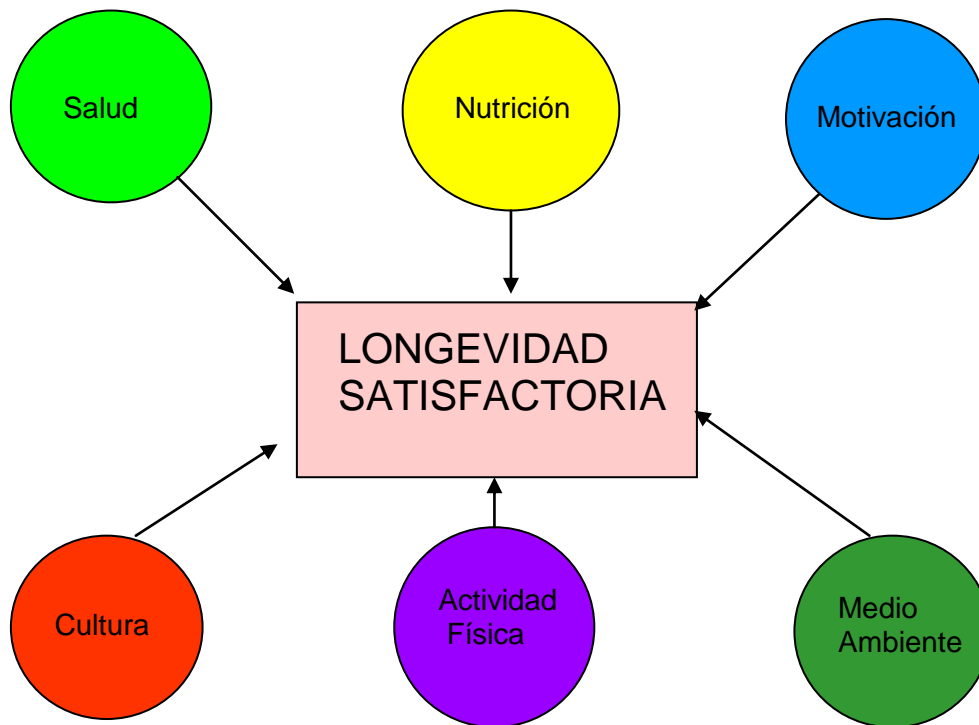 Salud
Nutrición
Motivación
LONGEVIDAD
SATISFACTORIA
Cultura
Actividad
Física
Medio
Ambiente